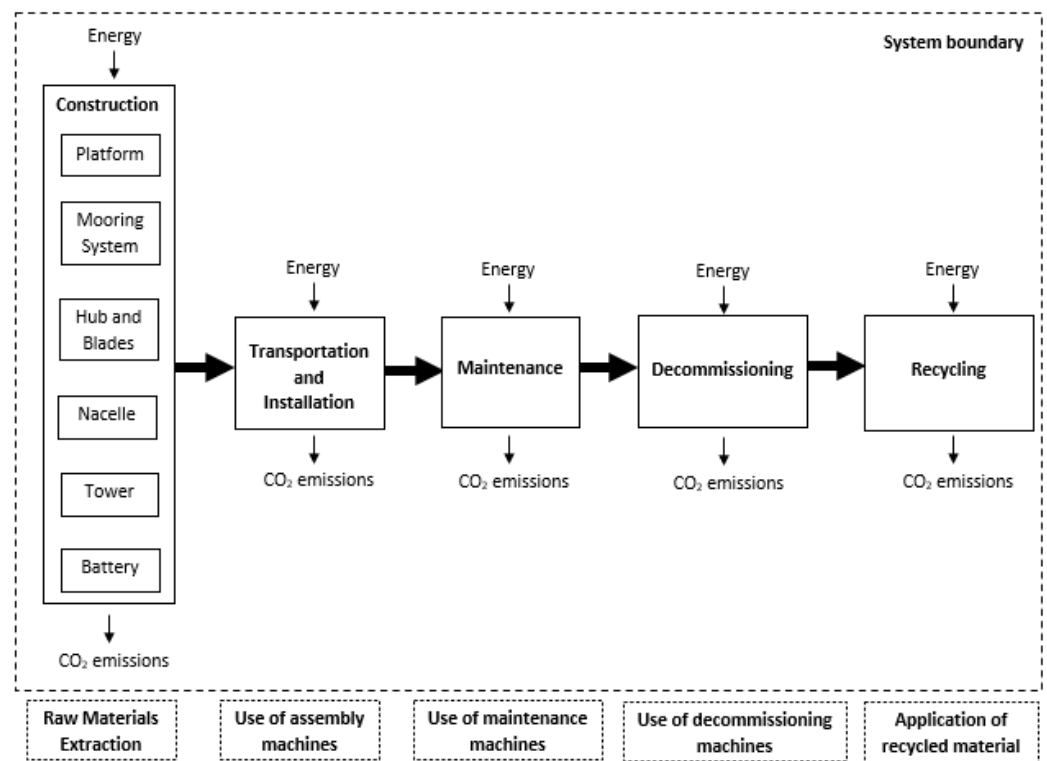 Energy
System boundary
Construction
Platform
Mooring
System
Hub and
Blades
Nacelle
Tower
Battery
CO₂ emissions
Energy
Transportation
and
Installation
CO₂ emissions
Energy
Maintenance
CO₂ emissions
Energy
Decommissioning
CO₂ emissions
Energy
Recycling
CO₂ emissions
Raw Materials
Extraction
Use of assembly
machines
Use of maintenance
machines
Use of decommissioning
machines
Application of
recycled material